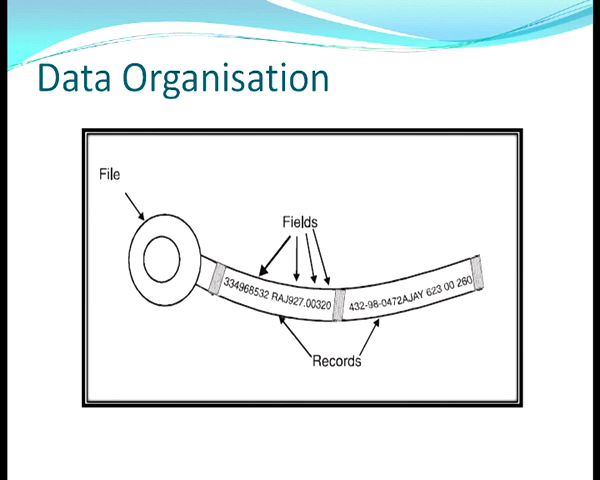 Data Organisation
File
Fields
334968532 RAJ927.00320
432-98-0472AJAY 623 00 260
Records